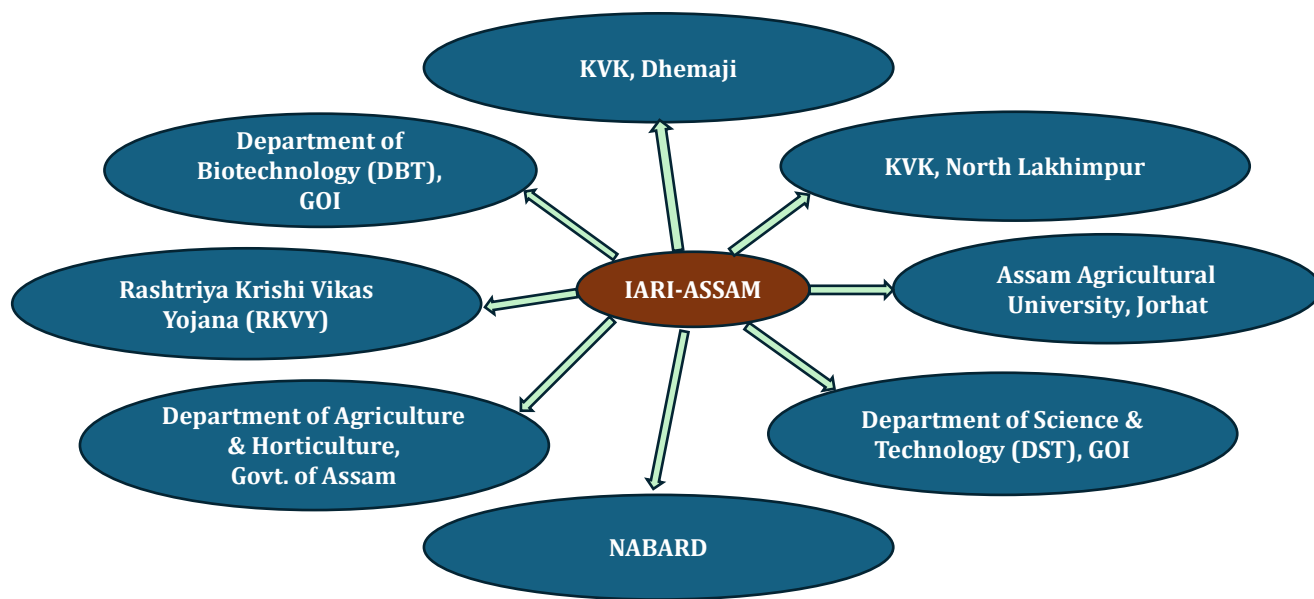 KVK, Dhemaji
Department of
Biotechnology (DBT),
GOI
KVK, North Lakhimpur
Rashtriya Krishi Vikas
Yojana (RKVY)
IARI-ASSAM
Assam Agricultural
University, Jorhat
Department of Agriculture
& Horticulture,
Govt. of Assam
Department of Science &
Technology (DST), GOI
NABARD